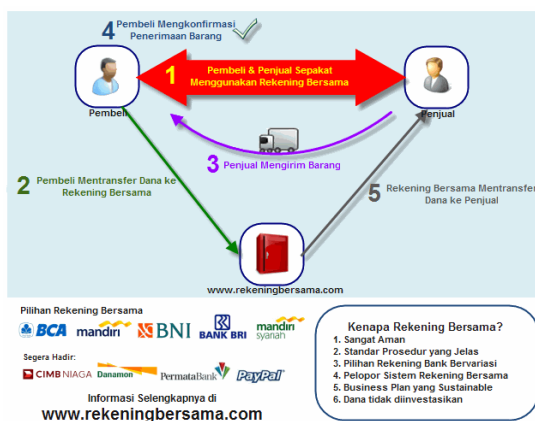 4 Pembeli Mengkonfirmasi
Penerimaan Barang
1 Pembeli & Penjual Sepakat
Menggunakan Rekening Bersama
Pembeli
Penjual
3 Penjual Mengirim Barang
2 Pembeli Mentransfer Dana ke
Rekening Bersama
5 Rekening Bersama Mentransfer
Dana ke Penjual
www.rekeningbersama.com
Pilihan Rekening Bersama
BCA
mandiri
BNI
BANK BRI
mandiri
syariah
Segera Hadir:
CIMB NIAGA
Danamon
PermataBank
PayPal
Informasi Selengkapnya di
www.rekeningbersama.com
Kenapa Rekening Bersama?
1. Sangat Aman
2. Standar Prosedur yang Jelas
3. Pilihan Rekening Bank Bervariasi
4. Pelopor Sistem Rekening Bersama
5. Business Plan yang Sustainable
6. Dana tidak diinvestasikan